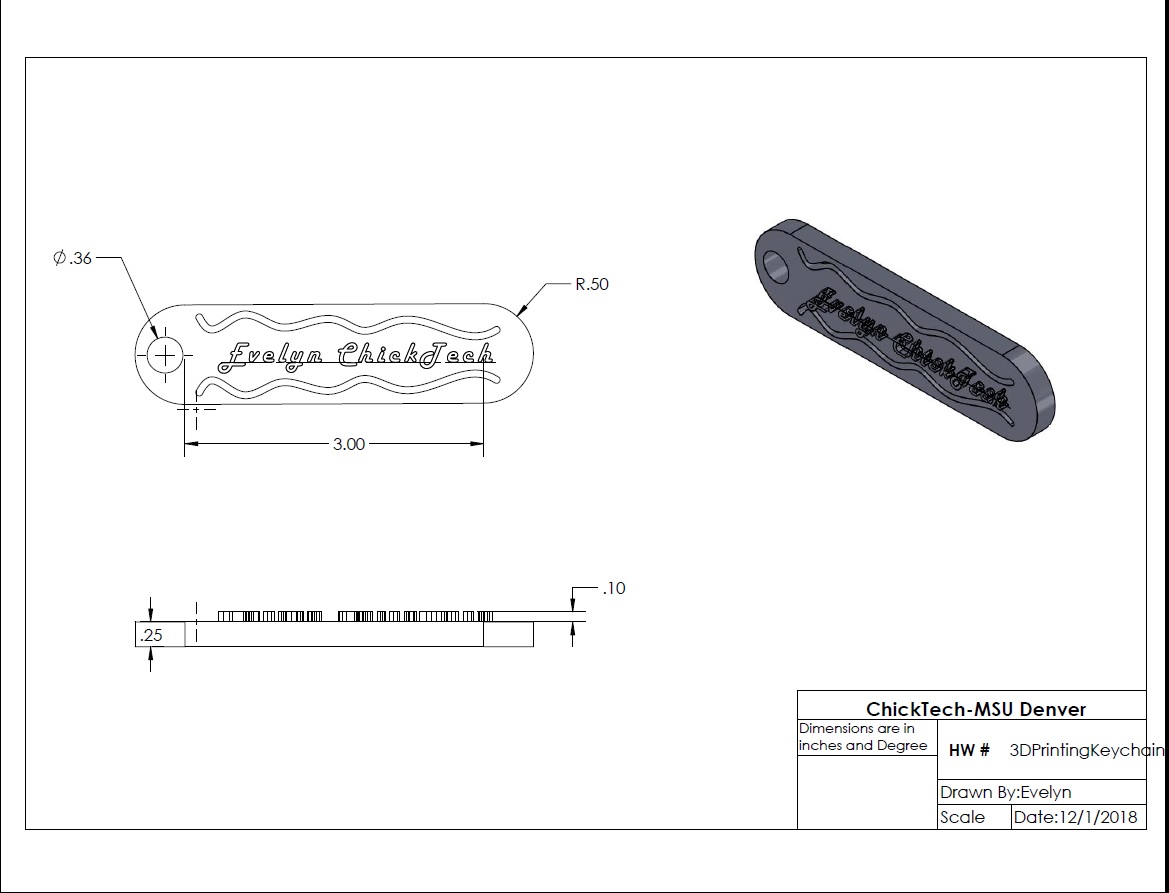 Ø.36
R.50
Evelyn ChickTech
3.00
.10
.25
ChickTech-MSU Denver
Dimensions are in
inches and Degree
HW # 3DPrintingKeychain
Drawn By:Evelyn
Scale Date:12/1/2018
Evelyn ChickTech